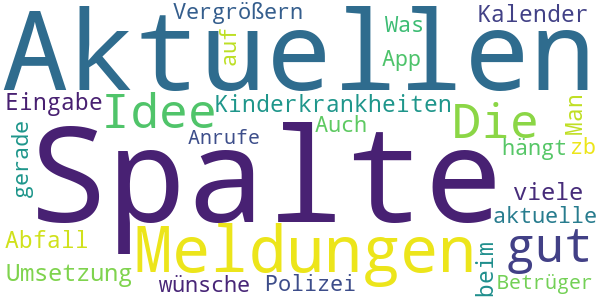 Vergrößern
auf
Was
Kalender
Aktuellen
App
Eingabe
Idee
Kinderkrankheiten
Die
Man
gerade
Anrufe
Auch
hängt
zb
Spalte
viele
aktuelle
Abfall
Meldungen
gut
Umsetzung
wünsche
Polizei
beim
Betrüger